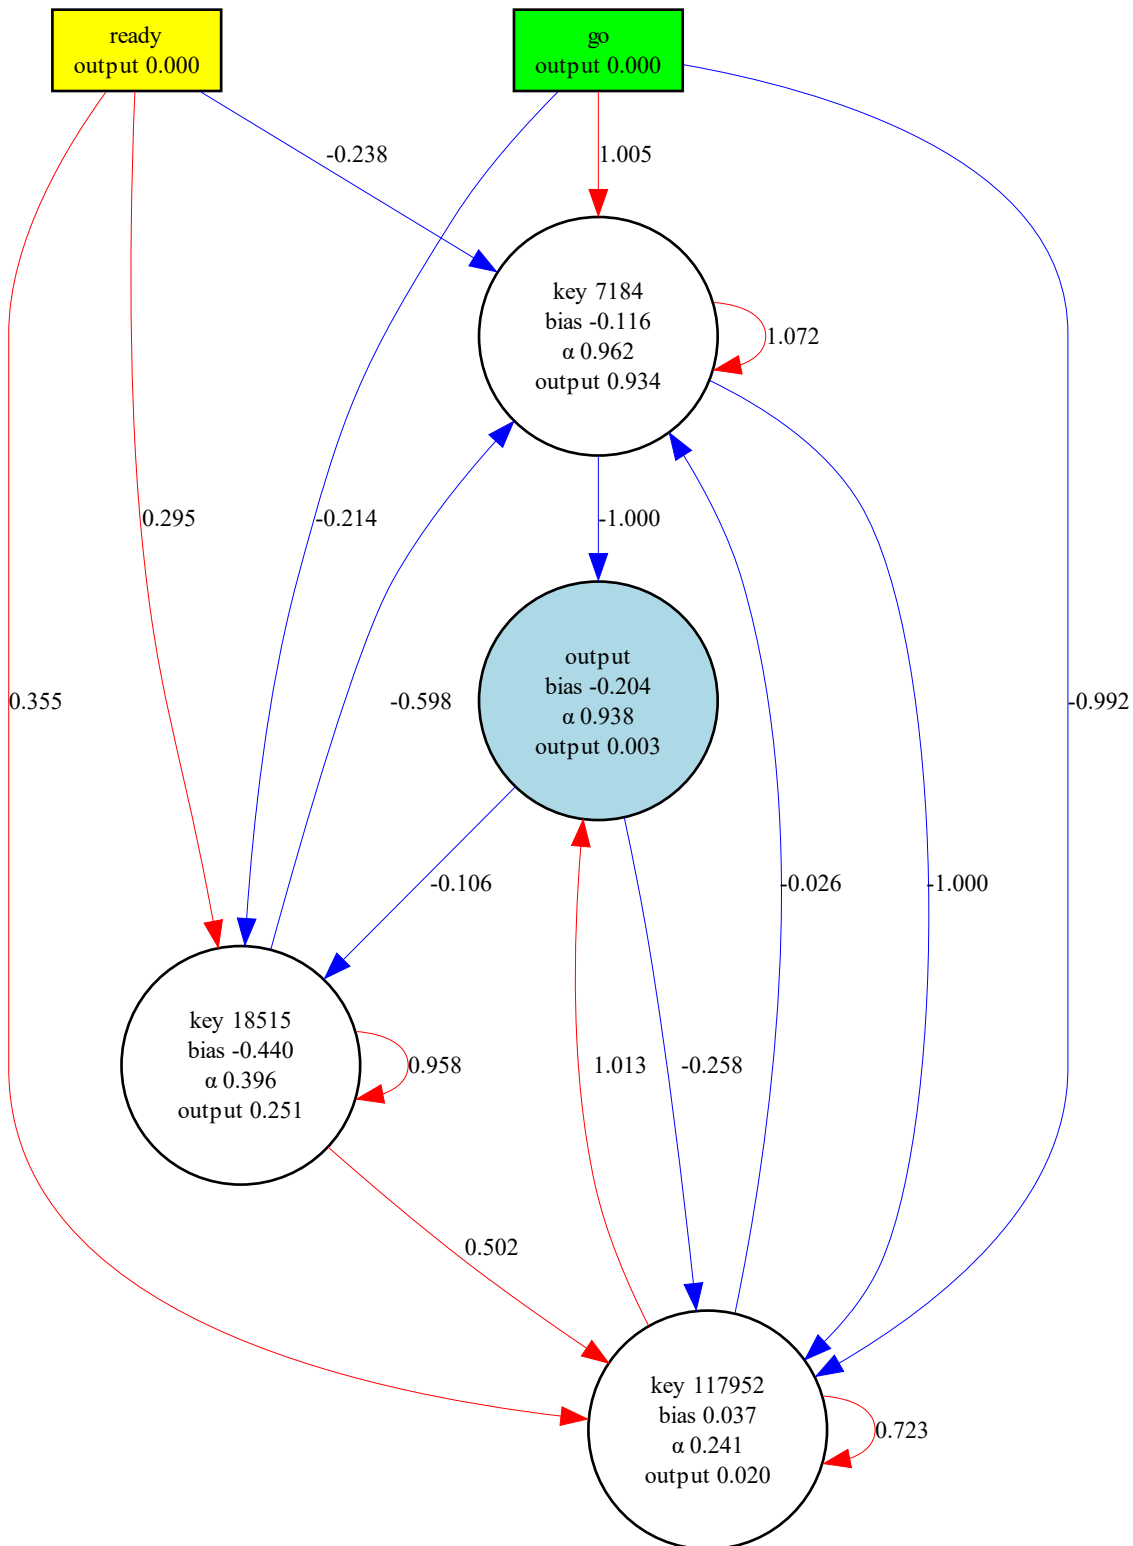 ready
output 0.000
go
output 0.000
-0.238
1.005
key 7184
bias -0.116
α 0.962
output 0.934
1.072
0.295
-0.214
-1.000
output
bias -0.204
α 0.938
output 0.003
0.355
-0.598
-0.992
-0.106
-0.026
-1.000
key 18515
bias -0.440
α 0.396
output 0.251
0.958
1.013
-0.258
0.502
key 117952
bias 0.037
α 0.241
output 0.020
0.723